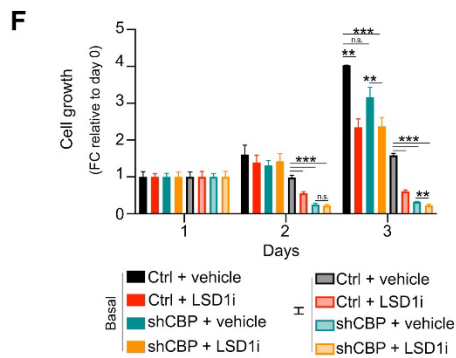 F
Cell growth
(FC relative to day 0)
5
4
3
2
1
0
***
n.s.
**
**
***
***
n.s.
**
1
2
3
Days
Basal
Ctrl + vehicle
Ctrl + LSD1i
shCBP + vehicle
shCBP + LSD1i
H
Ctrl + vehicle
Ctrl + LSD1i
shCBP + vehicle
shCBP + LSD1i